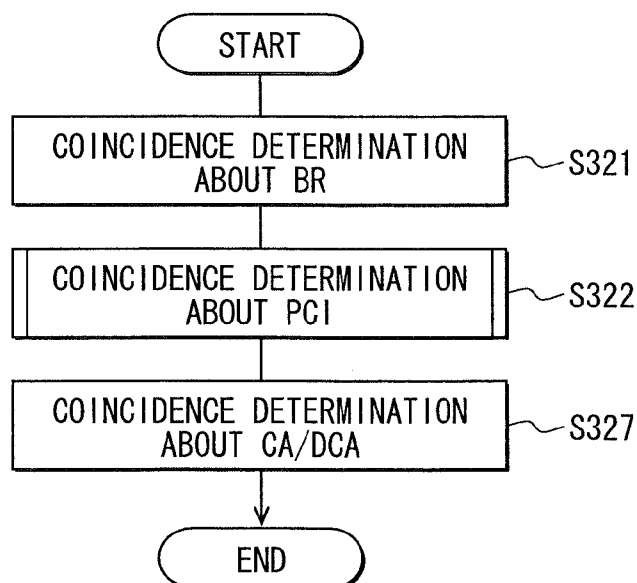 START
COINCIDENCE DETERMINATION
ABOUT BR
S321
COINCIDENCE DETERMINATION
ABOUT PCI
S322
COINCIDENCE DETERMINATION
ABOUT CA/DCA
S327
END